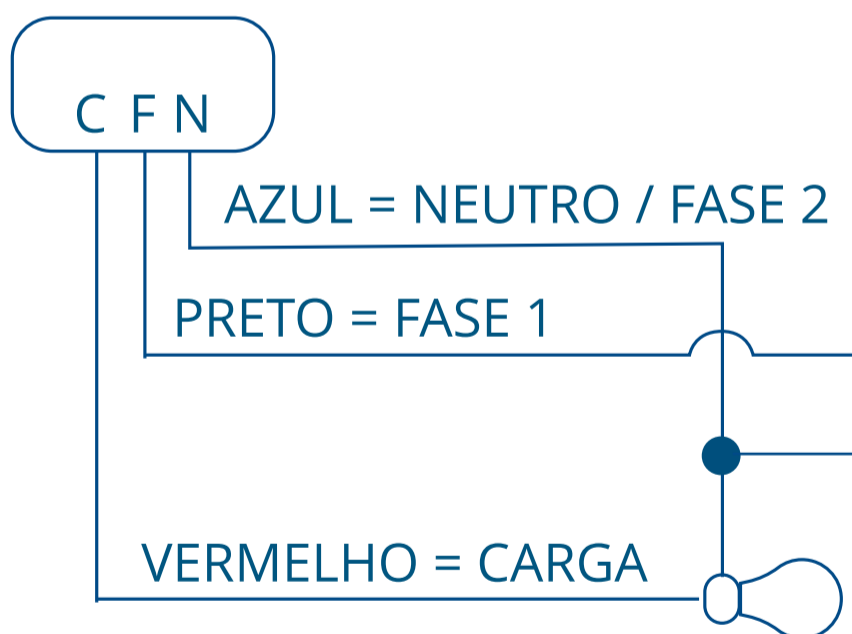 C F N
AZUL = NEUTRO / FASE 2
PRETO = FASE 1
VERMELHO = CARGA